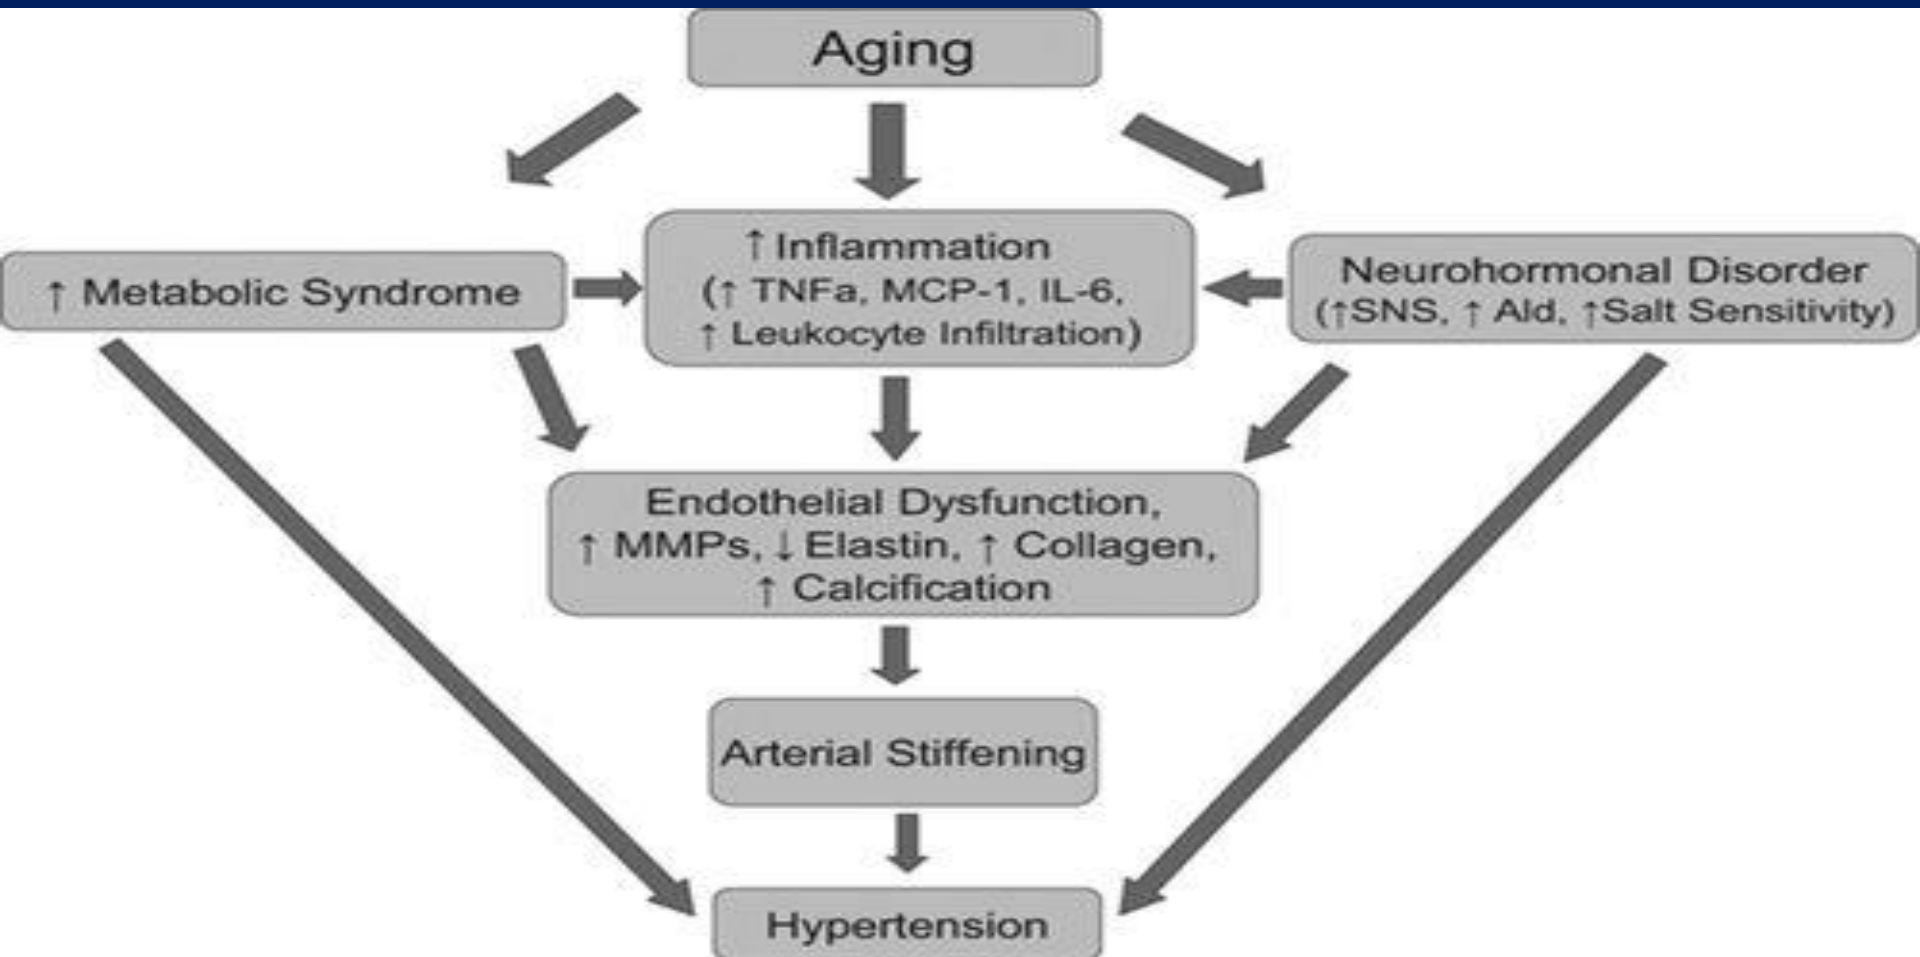 Aging
↑ Metabolic Syndrome
↑ Inflammation
(↑ TNFa, MCP-1, IL-6,
↑ Leukocyte Infiltration)
Neurohormonal Disorder
(↑SNS, ↑ Ald, ↑Salt Sensitivity)
Endothelial Dysfunction,
↑ MMPs, ↓ Elastin, ↑ Collagen,
↑ Calcification
Arterial Stiffening
Hypertension